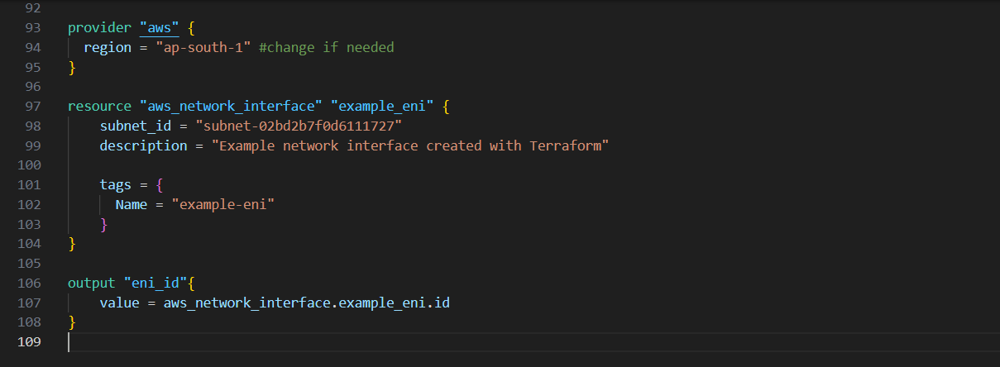 92
93 provider "aws" {
94   region = "ap-south-1" #change if needed
95 }
96
97 resource "aws_network_interface" "example_eni" {
98     subnet_id = "subnet-02bd2b7f0d6111727"
99     description = "Example network interface created with Terraform"
100
101     tags = {
102       Name = "example-eni"
103     }
104 }
105
106 output "eni_id"{
107     value = aws_network_interface.example_eni.id
108 }
109